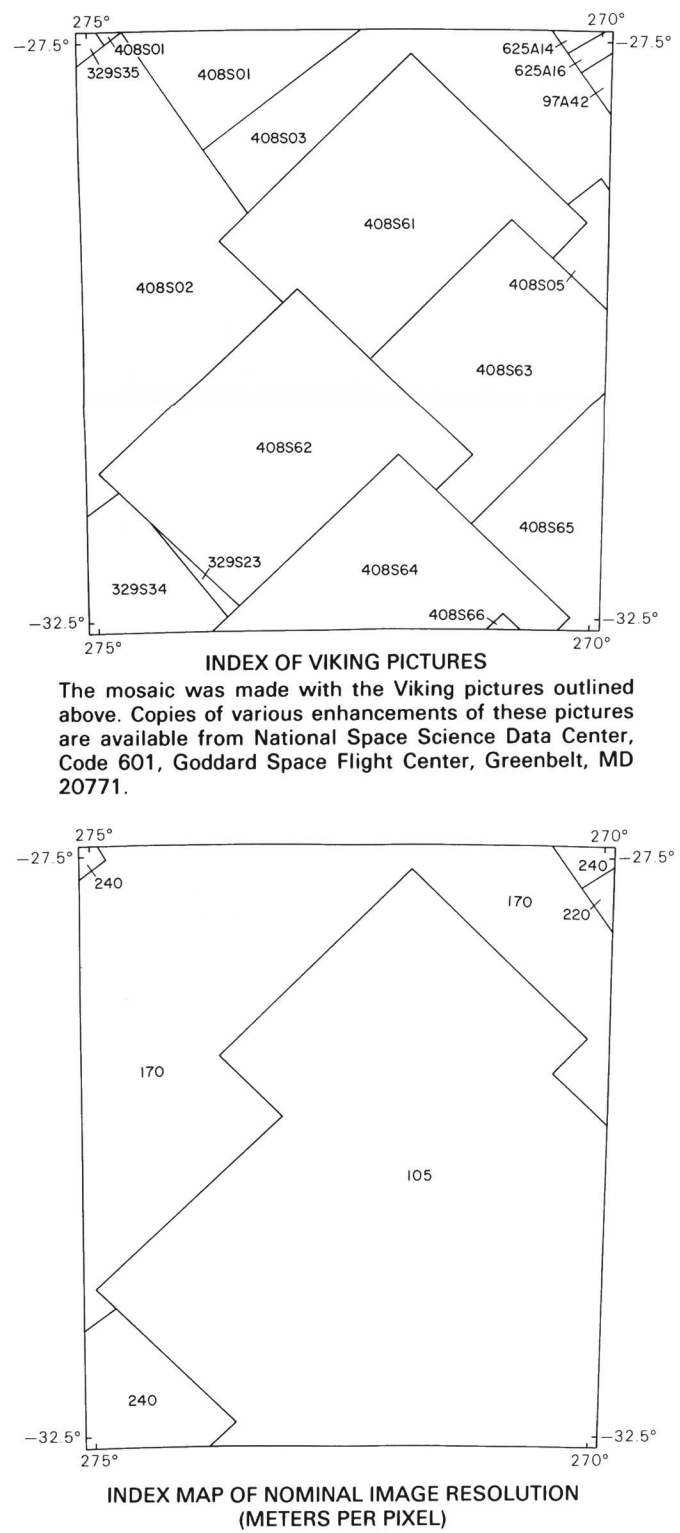 275°
270°
–27.5°
408S01
329S35
408S01
625A14
–27.5°
625A16
97A42
408S03
408S61
408S02
408S05
408S63
408S62
408S65
329S23
408S64
329S34
408S66
–32.5°
–32.5°
275°
270°
INDEX OF VIKING PICTURES
The mosaic was made with the Viking pictures outlined
above. Copies of various enhancements of these pictures
are available from National Space Science Data Center,
Code 601, Goddard Space Flight Center, Greenbelt, MD
20771.
275°
270°
–27.5°
–27.5°
240
240
170
220
170
105
240
–32.5°
–32.5°
275°
270°
INDEX MAP OF NOMINAL IMAGE RESOLUTION
(METERS PER PIXEL)